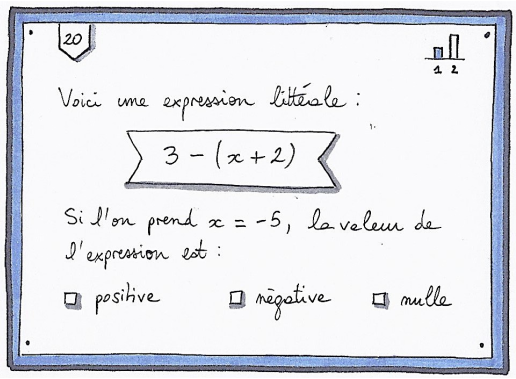 20
1 2
Voici une expression littérale :
3 - (x + 2)
Si l'on prend x = -5, la valeur de
l'expression est :
positive négative nulle